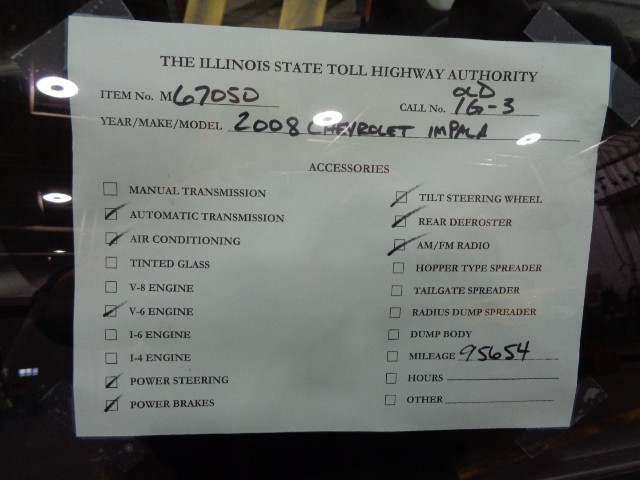 THE ILLINOIS STATE TOLL HIGHWAY AUTHORITY
ITEM No. M67050
CALL No. OLD 1G-3
YEAR/MAKE/MODEL 2008 CHEVROLET IMPALA
ACCESSORIES
MANUAL TRANSMISSION
AUTOMATIC TRANSMISSION
AIR CONDITIONING
TINTED GLASS
V-8 ENGINE
V-6 ENGINE
I-6 ENGINE
I-4 ENGINE
POWER STEERING
POWER BRAKES
TILT STEERING WHEEL
REAR DEFROSTER
AM/FM RADIO
HOPPER TYPE SPREADER
TAILGATE SPREADER
RADIUS DUMP SPREADER
DUMP BODY
MILEAGE 95654
HOURS
OTHER